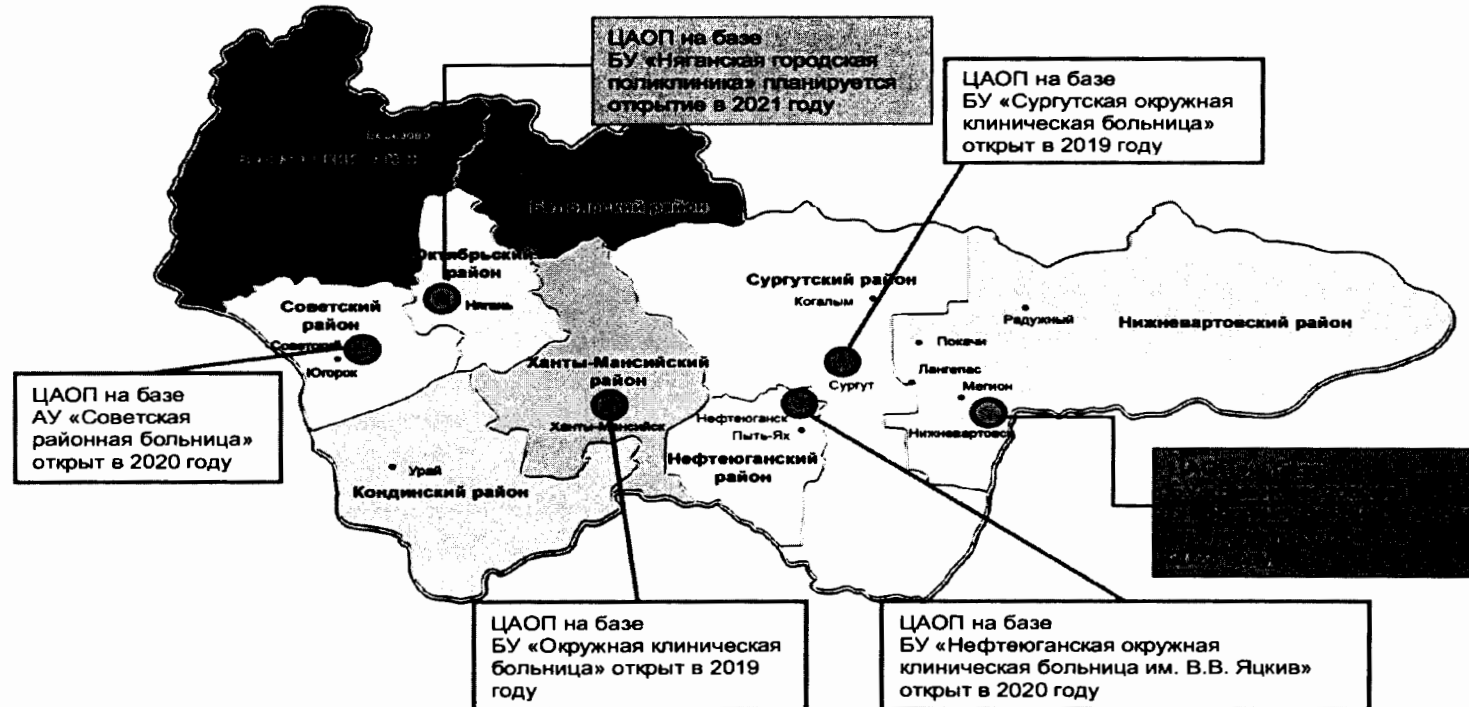 ЦАОП на базе
БУ «Няганская городская
поликлиника» планируется
открытие в 2021 году
ЦАОП на базе
БУ «Сургутская окружная
клиническая больница»
открыт в 2019 году
Белоярский район
Октябрьский
район
Нягань
Советский
район
Советский
Югорск
Сургутский район
Когалым
Радужный
Нижневартовский район
Покачи
Лангепас
Мегион
Нижневартовск
Сургут
Ханты-Мансийский
район
Ханты-Мансийск
Нефтеюганск
Пыть-Ях
Нефтеюганский
район
Урай
Кондинский район
ЦАОП на базе
АУ «Советская
районная больница»
открыт в 2020 году
ЦАОП на базе
БУ «Окружная клиническая
больница» открыт в 2019
году
ЦАОП на базе
БУ «Нефтеюганская окружная
клиническая больница им. В.В. Яцкив»
открыт в 2020 году